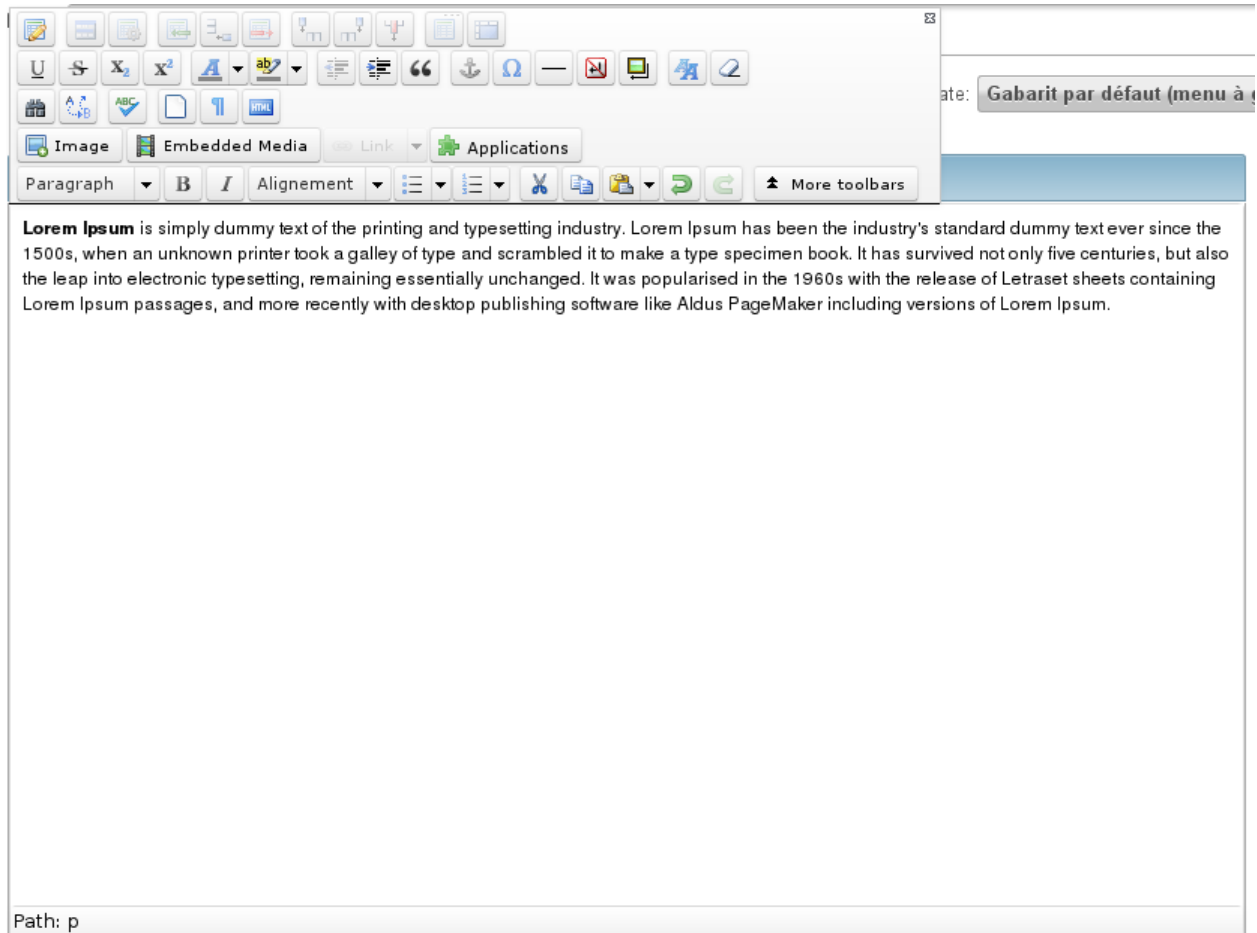 U S X₂ x² A ab
ate: Gabarit par défaut (menu à g
A B ABC HTML
Image Embedded Media Link Applications
Paragraph B I Alignement More toolbars
Lorem Ipsum is simply dummy text of the printing and typesetting industry. Lorem Ipsum has been the industry's standard dummy text ever since the
1500s, when an unknown printer took a galley of type and scrambled it to make a type specimen book. It has survived not only five centuries, but also
the leap into electronic typesetting, remaining essentially unchanged. It was popularised in the 1960s with the release of Letraset sheets containing
Lorem Ipsum passages, and more recently with desktop publishing software like Aldus PageMaker including versions of Lorem Ipsum.
Path: p